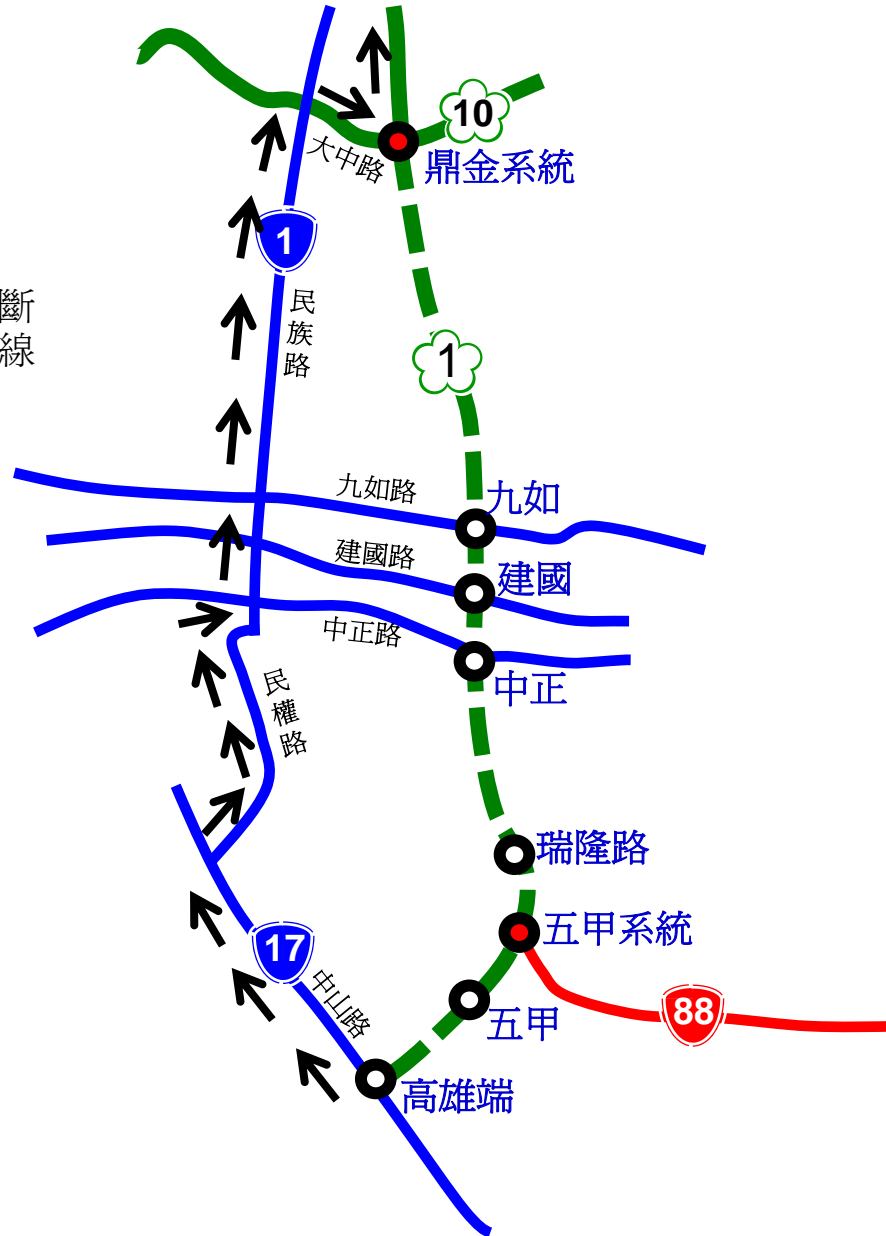 10
大中路
鼎金系統
1
斷
線
民族路
1
九如路
九如
建國路
建國
中正路
中正
民權路
瑞隆路
五甲系統
17
中山路
88
五甲
高雄端